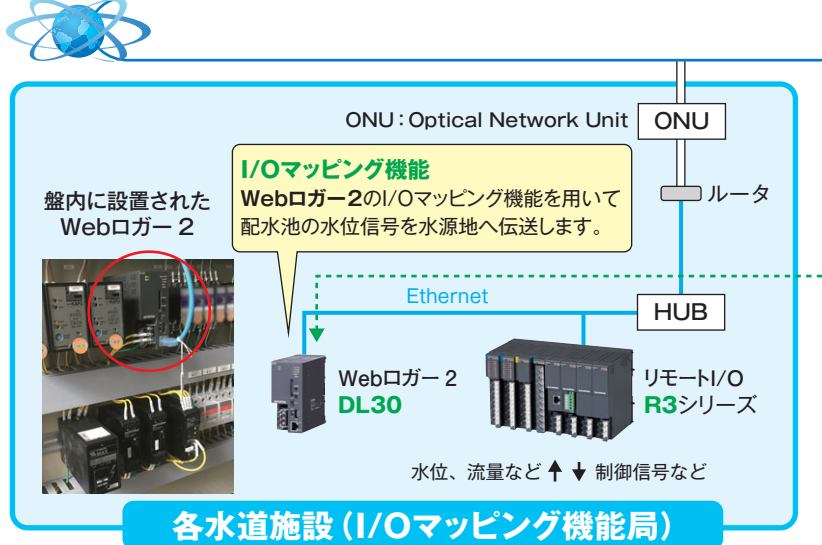 ONU：Optical Network Unit
ONU
I/Oマッピング機能
Webロガー2のI/Oマッピング機能を用いて
配水池の水位信号を水源地へ伝送します。
ルータ
盤内に設置された
Webロガー 2
Ethernet
HUB
Webロガー 2
DL30
リモートI/O
R3シリーズ
水位、流量など
制御信号など
各水道施設（I/Oマッピング機能局）